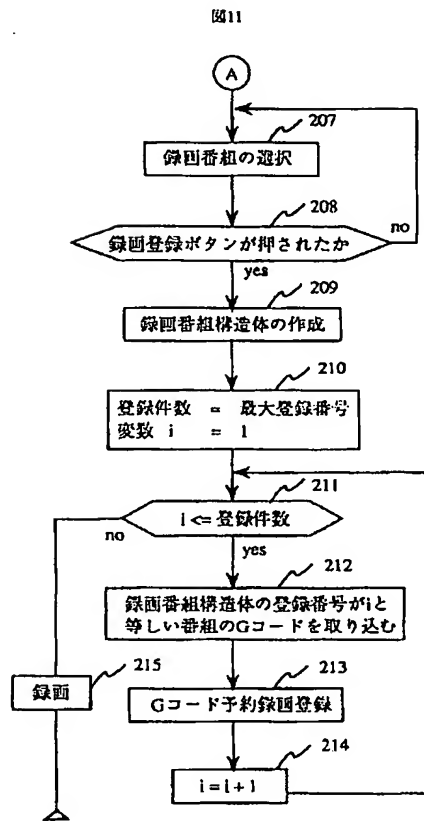 図11
A
207
録画番組の選択
208
録画登録ボタンが押されたか
no
yes
209
録画番組構造体の作成
210
登録件数 = 最大登録番号
変数 i = 1
211
i <= 登録件数
no
yes
212
録画番組構造体の登録番号がiと
等しい番組のGコードを取り込む
215
録画
213
Gコード予約録画登録
214
i = i + 1